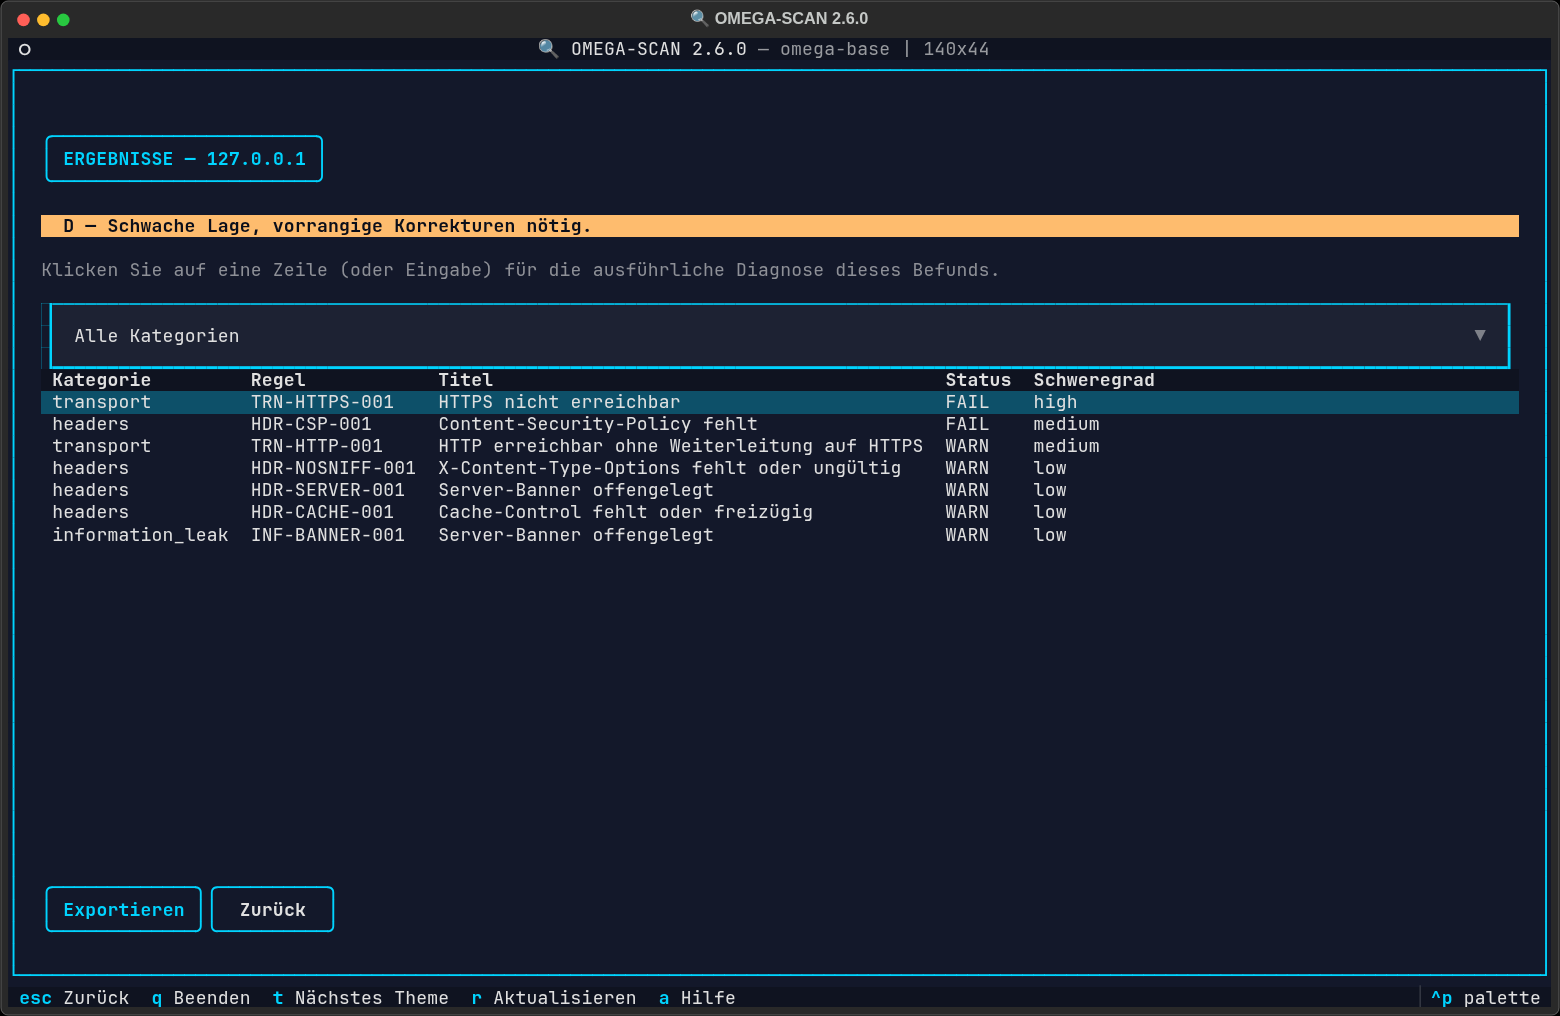 🔍 OMEGA-SCAN 2.6.0
🔍 OMEGA-SCAN 2.6.0 — omega-base | 140x44
ERGEBNISSE — 127.0.0.1
D — Schwache Lage, vorrangige Korrekturen nötig.
Klicken Sie auf eine Zeile (oder Eingabe) für die ausführliche Diagnose dieses Befunds.
Alle Kategorien ▼
Kategorie Regel Titel Status Schweregrad
transport TRN-HTTPS-001 HTTPS nicht erreichbar FAIL high
headers HDR-CSP-001 Content-Security-Policy fehlt FAIL medium
transport TRN-HTTP-001 HTTP erreichbar ohne Weiterleitung auf HTTPS WARN medium
headers HDR-NOSNIFF-001 X-Content-Type-Options fehlt oder ungültig WARN low
headers HDR-SERVER-001 Server-Banner offengelegt WARN low
headers HDR-CACHE-001 Cache-Control fehlt oder freizügig WARN low
information_leak INF-BANNER-001 Server-Banner offengelegt WARN low
Exportieren Zurück
esc Zurück q Beenden t Nächstes Theme r Aktualisieren a Hilfe ^p palette